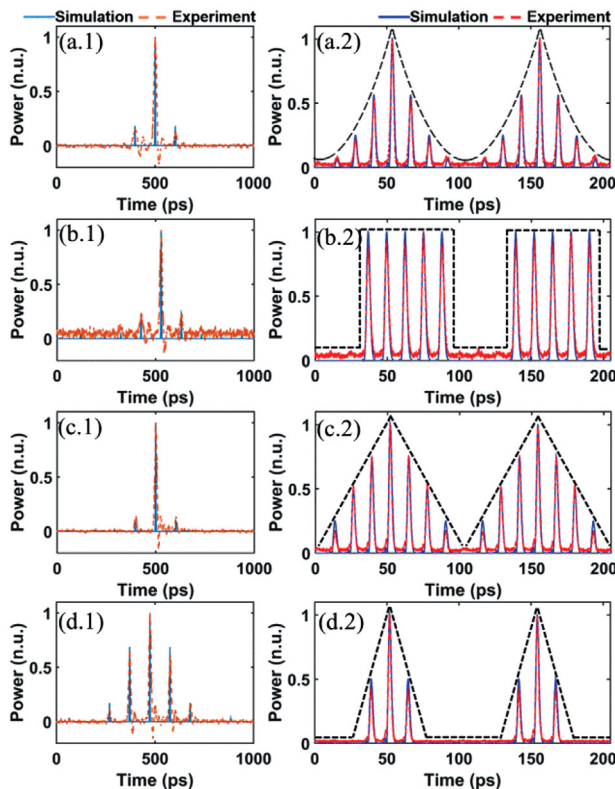 Simulation Experiment Simulation Experiment
(a.1) (a.2)
Power (n.u.) Power (n.u.)
1 1
0.5 0.5
0 0
0 500 1000 0 50 100 150 200
Time (ps) Time (ps)
(b.1) (b.2)
Power (n.u.) Power (n.u.)
1 1
0.5 0.5
0 0
0 500 1000 0 50 100 150 200
Time (ps) Time (ps)
(c.1) (c.2)
Power (n.u.) Power (n.u.)
1 1
0.5 0.5
0 0
0 500 1000 0 50 100 150 200
Time (ps) Time (ps)
(d.1) (d.2)
Power (n.u.) Power (n.u.)
1 1
0.5 0.5
0 0
0 500 1000 0 50 100 150 200
Time (ps) Time (ps)